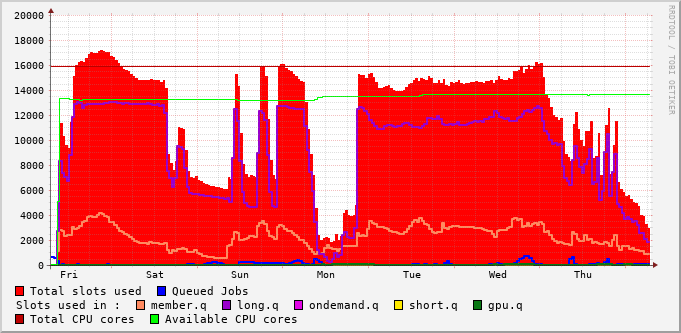 RRDTOOL / TOBI OETIKER
20000
18000
16000
14000
12000
10000
8000
6000
4000
2000
0
Fri Sat Sun Mon Tue Wed Thu
Total slots used Queued Jobs
Slots used in : member.q long.q ondemand.q short.q gpu.q
Total CPU cores Available CPU cores